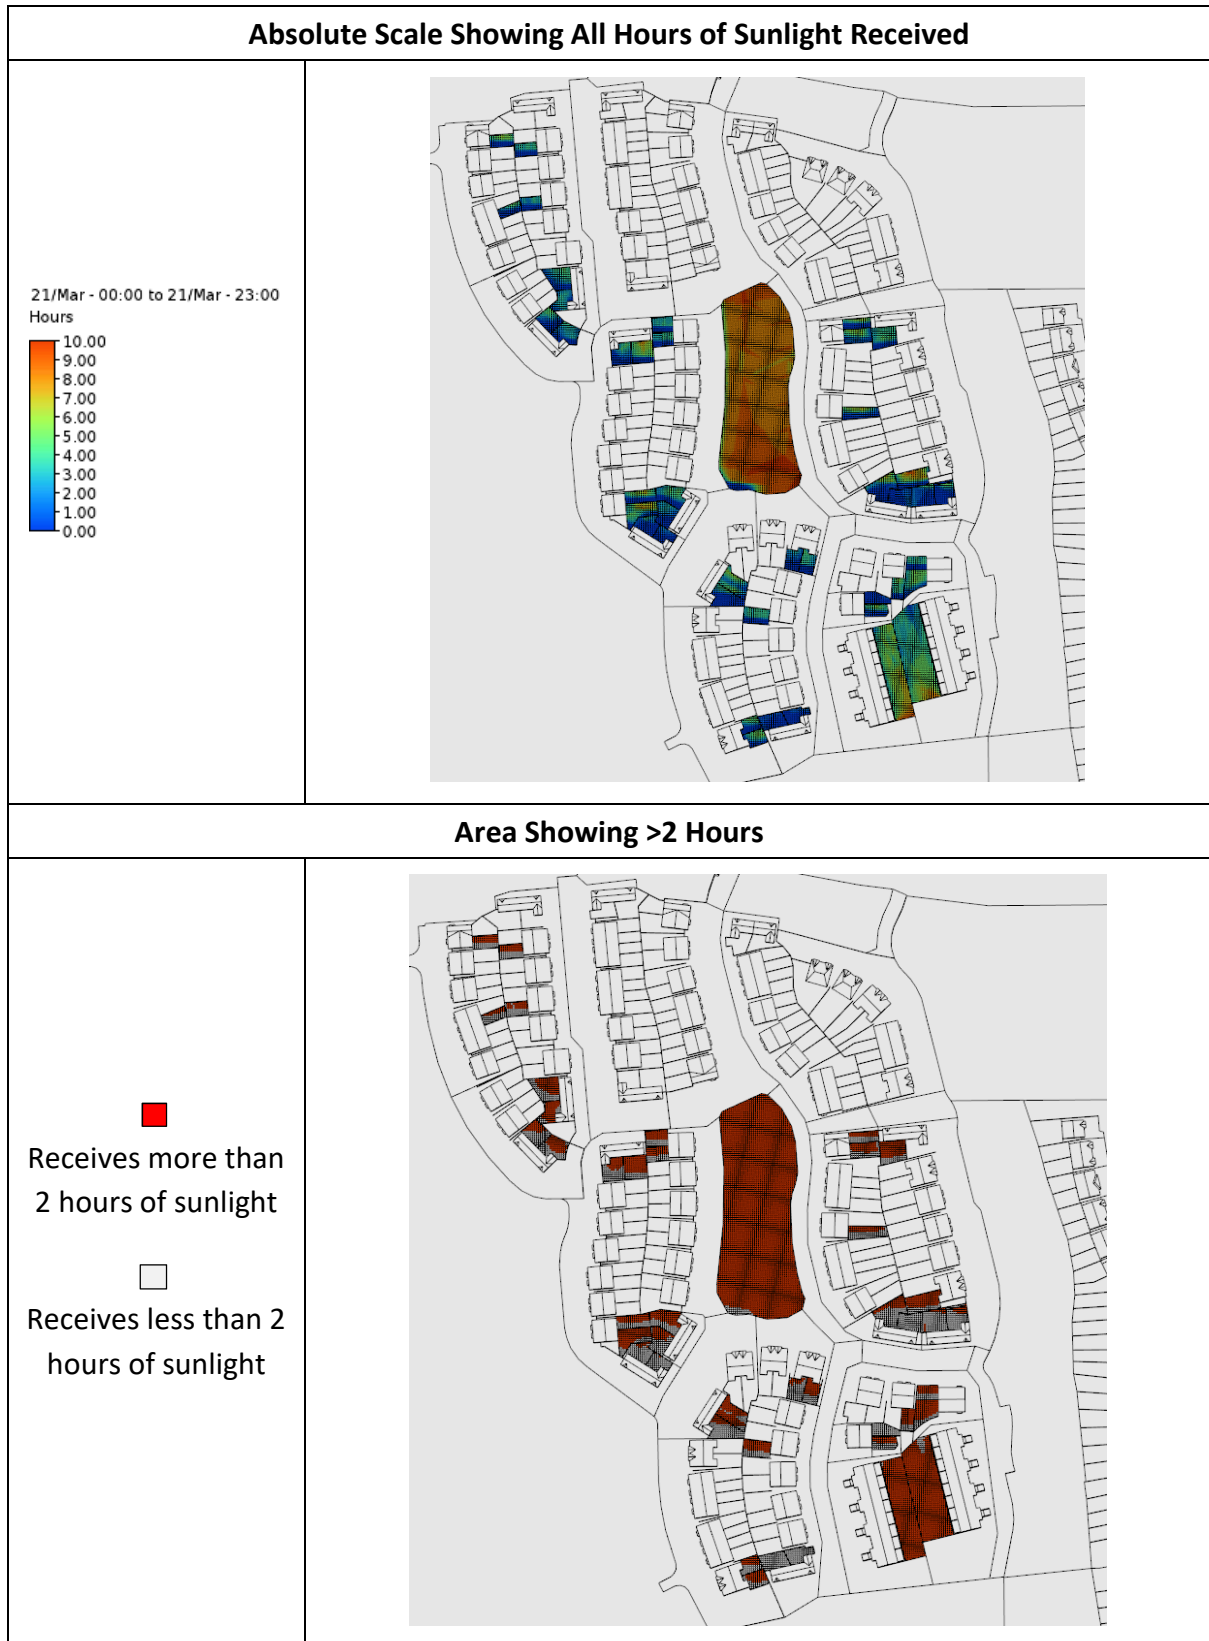 Absolute Scale Showing All Hours of Sunlight Received
21/Mar - 00:00 to 21/Mar - 23:00
Hours
10.00
9.00
8.00
7.00
6.00
5.00
4.00
3.00
2.00
1.00
0.00
Area Showing >2 Hours
Receives more than
2 hours of sunlight
Receives less than 2
hours of sunlight